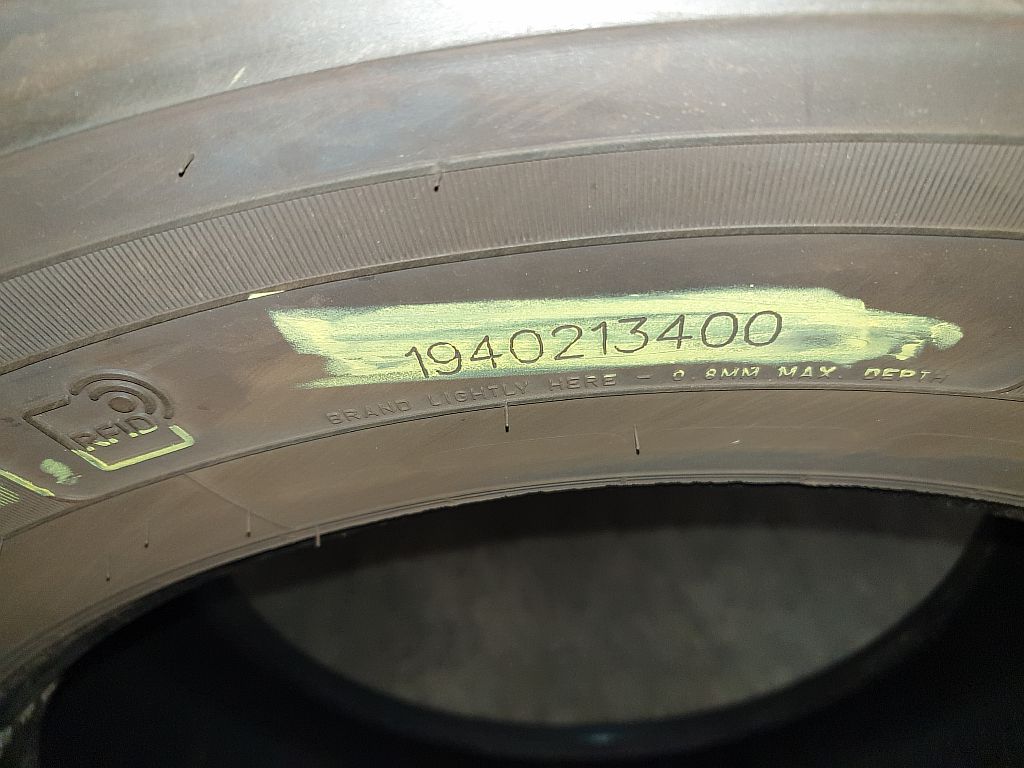 1940213400
BRAND LIGHTLY HERE – 0.8MM MAX. DEPTH
RFID